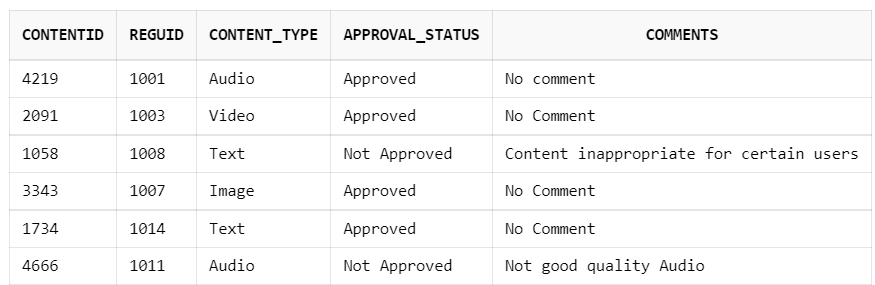 CONTENTID REGUID CONTENT_TYPE APPROVAL_STATUS COMMENTS
4219 1001 Audio Approved No comment
2091 1003 Video Approved No Comment
1058 1008 Text Not Approved Content inappropriate for certain users
3343 1007 Image Approved No Comment
1734 1014 Text Approved No Comment
4666 1011 Audio Not Approved Not good quality Audio